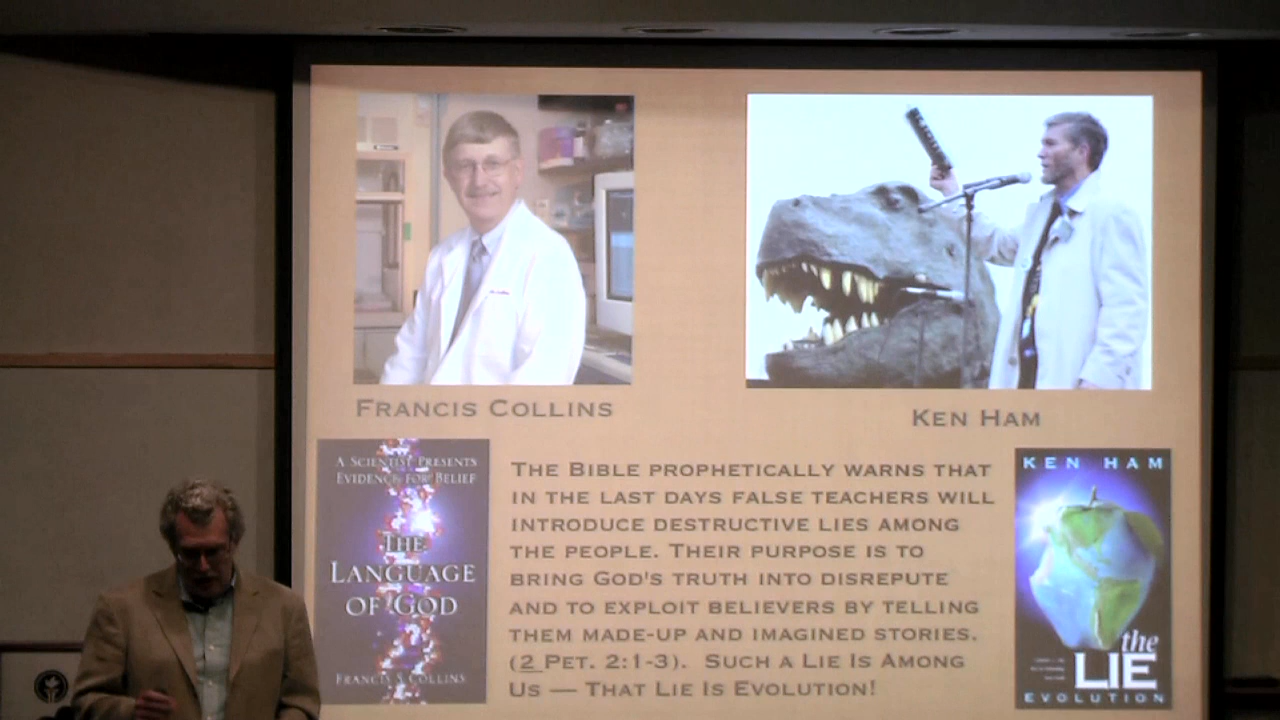 FRANCIS COLLINS
KEN HAM
A SCIENTIST PRESENTS
EVIDENCE FOR BELIEF
THE
LANGUAGE
OF GOD
FRANCIS S. COLLINS
THE BIBLE PROPHETICALLY WARNS THAT
IN THE LAST DAYS FALSE TEACHERS WILL
INTRODUCE DESTRUCTIVE LIES AMONG
THE PEOPLE. THEIR PURPOSE IS TO
BRING GOD'S TRUTH INTO DISREPUTE
AND TO EXPLOIT BELIEVERS BY TELLING
THEM MADE-UP AND IMAGINED STORIES.
(2 PET. 2:1-3). SUCH A LIE IS AMONG
US — THAT LIE IS EVOLUTION!
KEN HAM
the
LIE
EVOLUTION